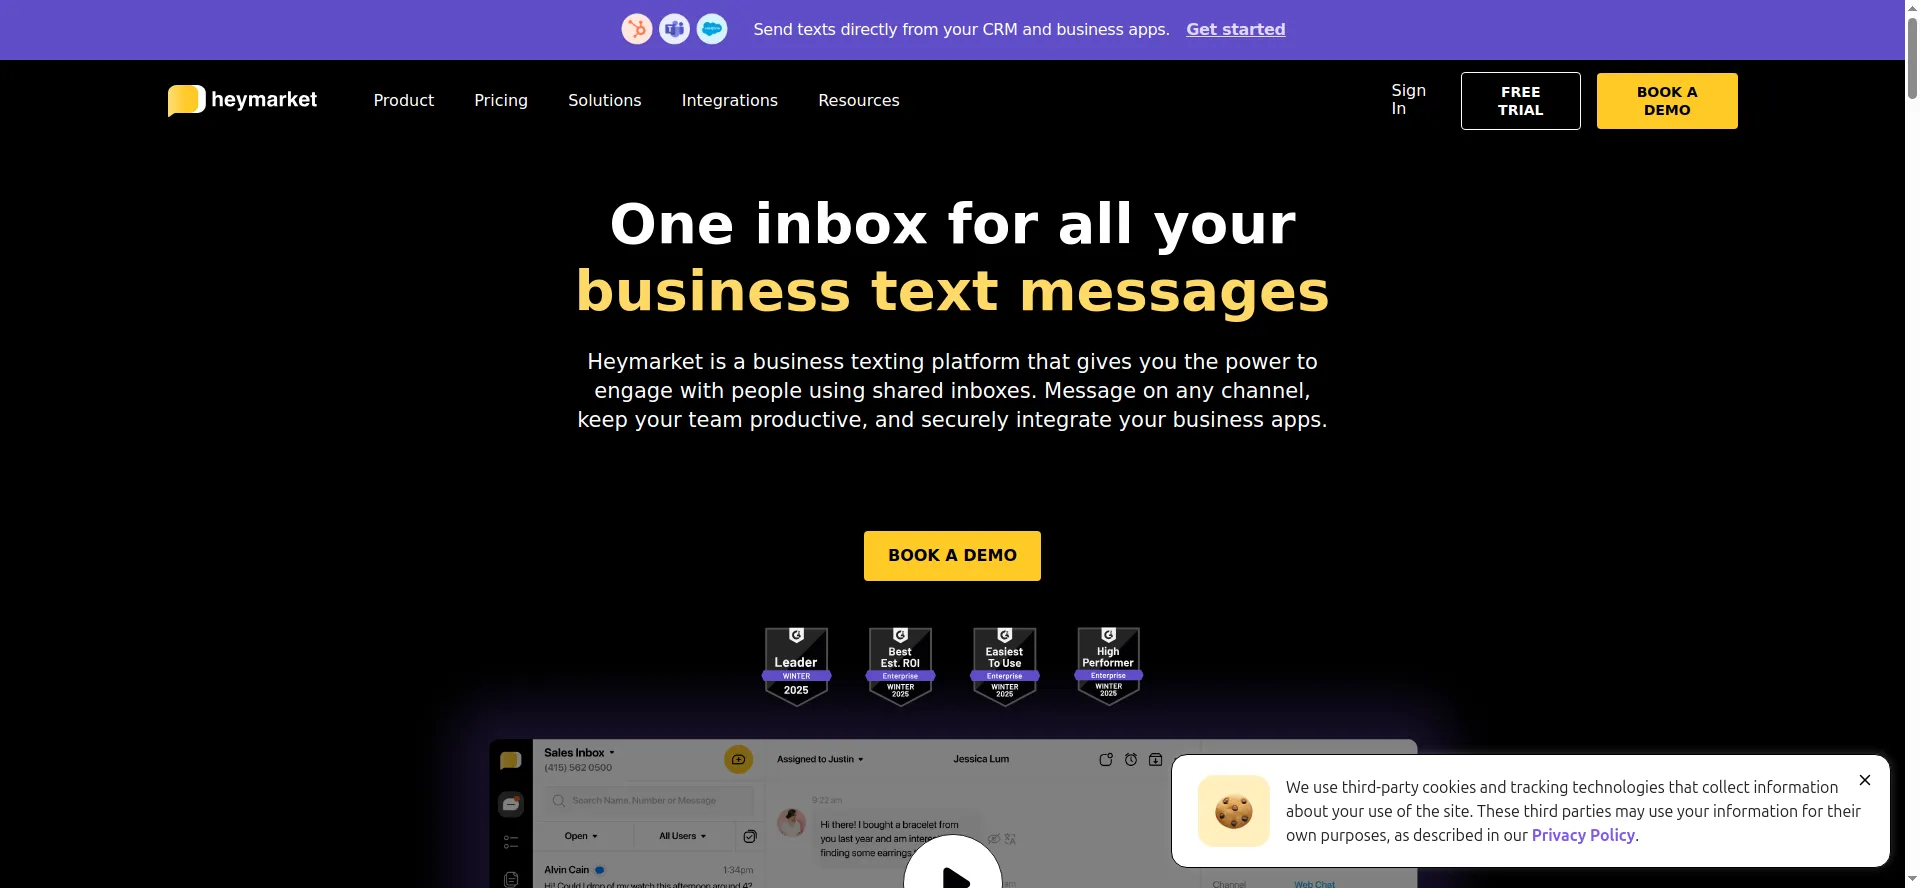 Send texts directly from your CRM and business apps. Get started
heymarket
Product
Pricing
Solutions
Integrations
Resources
Sign In
FREE TRIAL
BOOK A DEMO
One inbox for all your
business text messages
Heymarket is a business texting platform that gives you the power to
engage with people using shared inboxes. Message on any channel,
keep your team productive, and securely integrate your business apps.
BOOK A DEMO
Leader
WINTER
2025
Best
Est. ROI
Enterprise
WINTER
2025
Easiest
To Use
Enterprise
WINTER
2025
High
Performer
Enterprise
WINTER
2025
Sales Inbox
(415) 562 0500
Search Name, Number or Message
Open
All Users
Alvin Cain
1:34pm
Hi! Could I drop of my watch this afternoon around 4?
Assigned to Justin
Jessica Lum
9:22 am
Hi there! I bought a bracelet from
you last year and am
finding some earrings
am
Channel
Web Chat
We use third-party cookies and tracking technologies that collect information
about your use of the site. These third parties may use your information for their
own purposes, as described in our Privacy Policy.